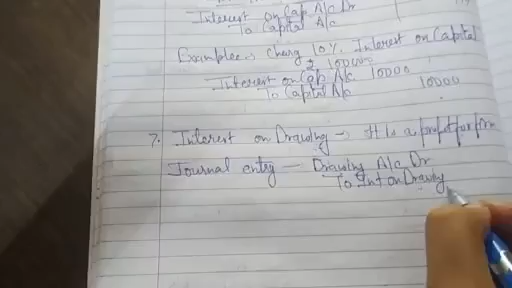 Interest on Cap A/c Dr
To Capital A/c
Example → Charg 10% Interest on Capital
₹ 100000
Interest on Cap A/c 10000
To Capital A/c 10000
7. Interest on Drawing → It is a profit for firm
Journal entry — Drawing A/c Dr
To Int on Drawing